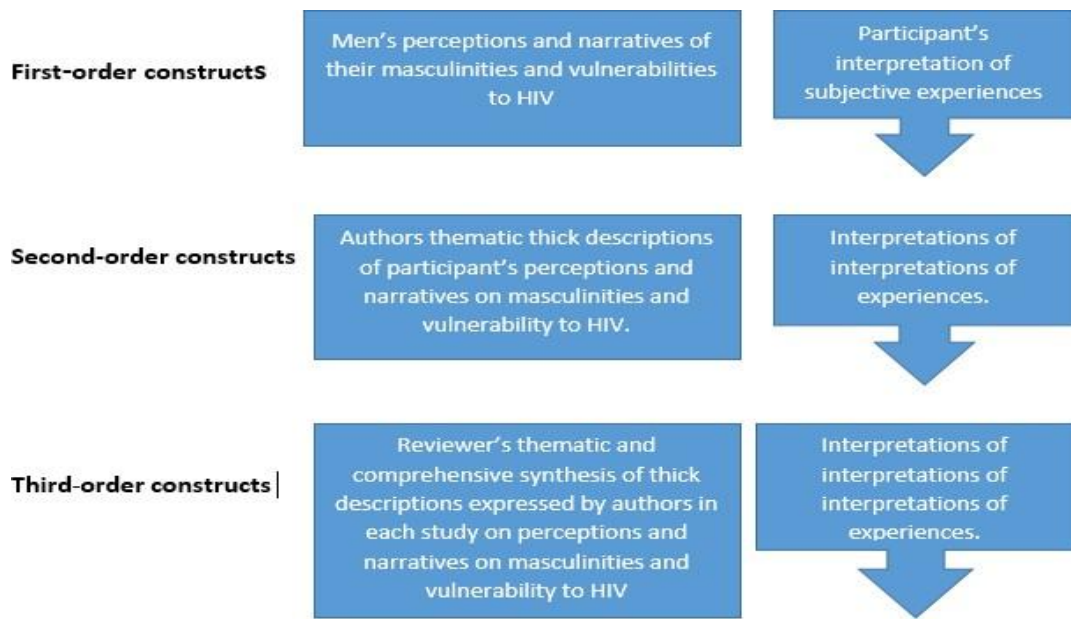 First-order constructs
Men's perceptions and narratives of
their masculinities and vulnerabilities
to HIV
Participant's
interpretation of
subjective experiences
Second-order constructs
Authors thematic thick descriptions
of participant's perceptions and
narratives on masculinities and
vulnerability to HIV.
Interpretations of
interpretations of
experiences.
Third-order constructs
Reviewer's thematic and
comprehensive synthesis of thick
descriptions expressed by authors in
each study on perceptions and
narratives on masculinities and
vulnerability to HIV
Interpretations of
interpretations of
interpretations of
experiences.